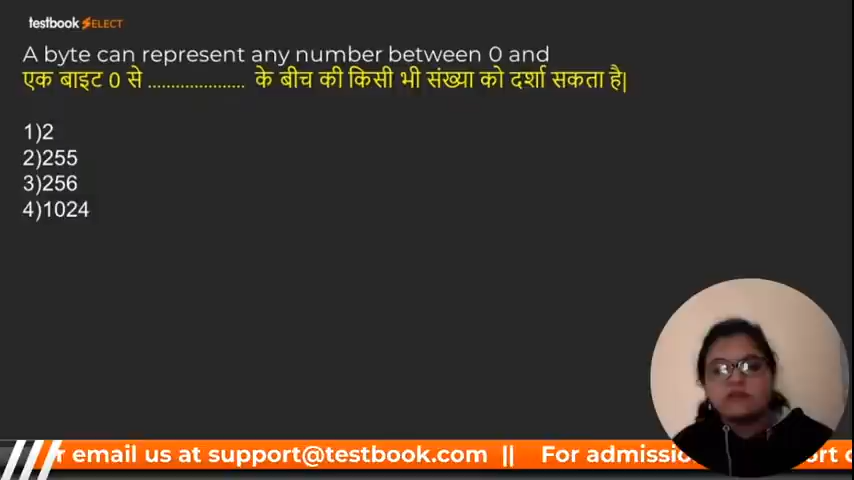 testbook SELECT
A byte can represent any number between 0 and
एक बाइट 0 से ..................... के बीच की किसी भी संख्या को दर्शा सकता है|
1)2
2)255
3)256
4)1024
r email us at support@testbook.com || For admissio rt